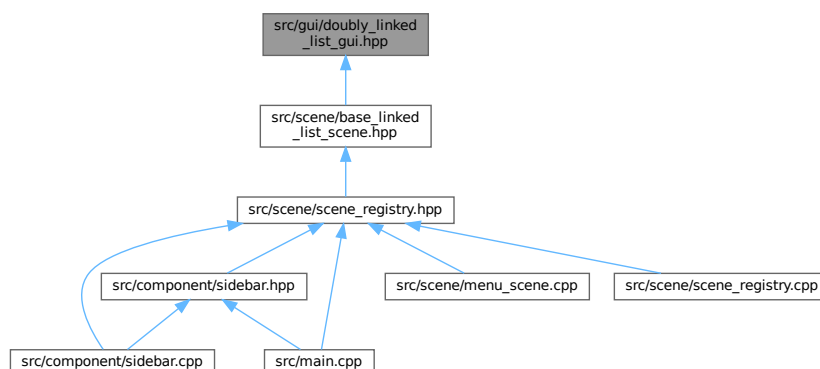 src/gui/doubly_linked
_list_gui.hpp
src/scene/base_linked
_list_scene.hpp
src/scene/scene_registry.hpp
src/component/sidebar.hpp
src/scene/menu_scene.cpp
src/scene/scene_registry.cpp
src/component/sidebar.cpp
src/main.cpp